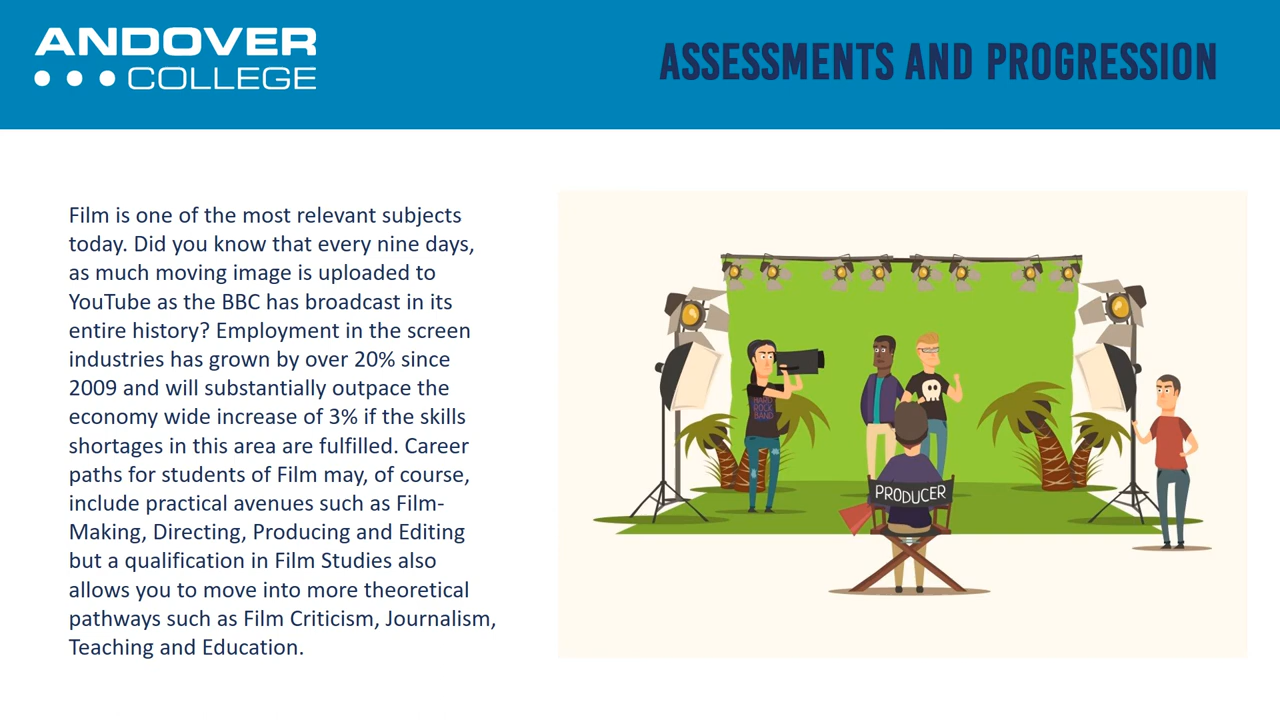 ANDOVER
COLLEGE
ASSESSMENTS AND PROGRESSION
Film is one of the most relevant subjects
today. Did you know that every nine days,
as much moving image is uploaded to
YouTube as the BBC has broadcast in its
entire history? Employment in the screen
industries has grown by over 20% since
2009 and will substantially outpace the
economy wide increase of 3% if the skills
shortages in this area are fulfilled. Career
paths for students of Film may, of course,
include practical avenues such as Film-
Making, Directing, Producing and Editing
but a qualification in Film Studies also
allows you to move into more theoretical
pathways such as Film Criticism, Journalism,
Teaching and Education.
HARD
ROCK
BAND
PRODUCER